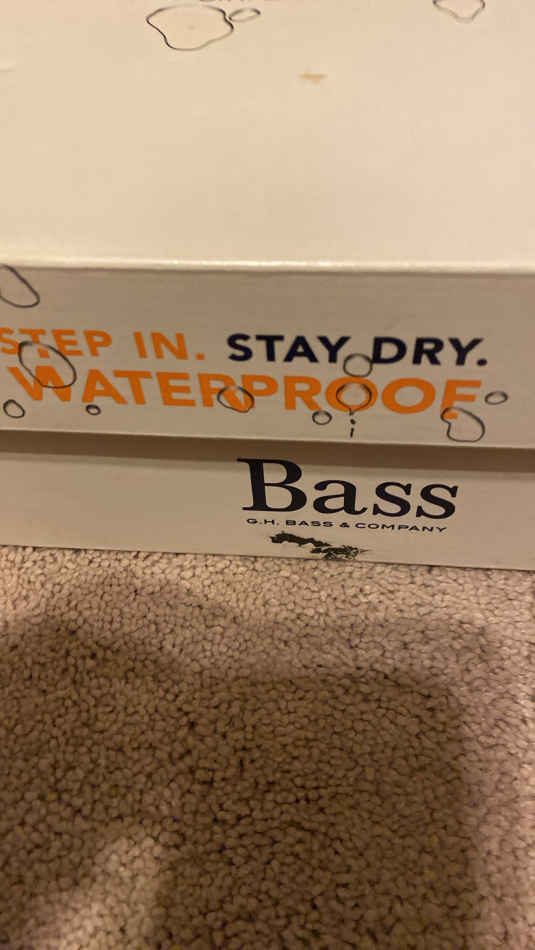 STEP IN. STAY DRY.
WATERPROOF
Bass
G.H. BASS & COMPANY